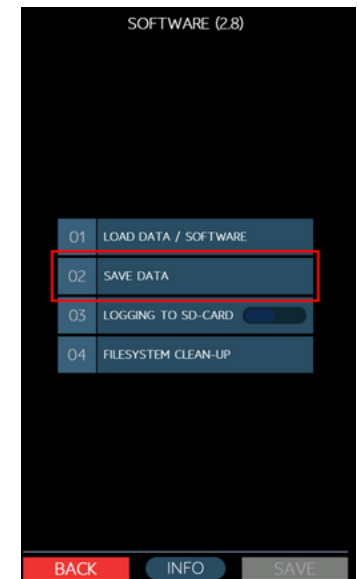 SOFTWARE (2.8)
01 LOAD DATA / SOFTWARE
02 SAVE DATA
03 LOGGING TO SD-CARD
04 FILESYSTEM CLEAN-UP
BACK INFO SAVE